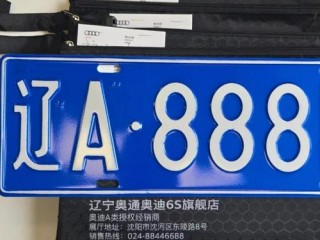 辽A·888
辽宁奥通奥迪6S旗舰店
奥迪A类授权经销商
展厅地址：沈阳市沈河区东陵路8号
销售热线：024-88446688